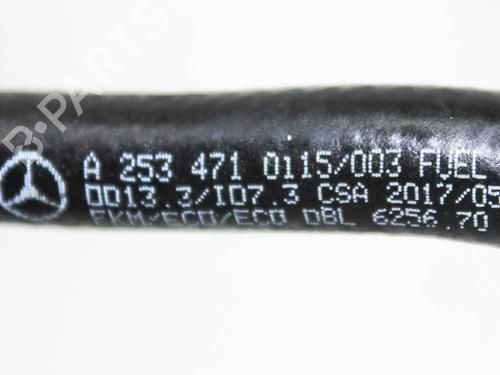 A 253 471 0115/003 FUEL
OD13.3/ID7.3 CSA 2017/05
FKM/ECO/ECO DBL 6256.70
B-PARTS